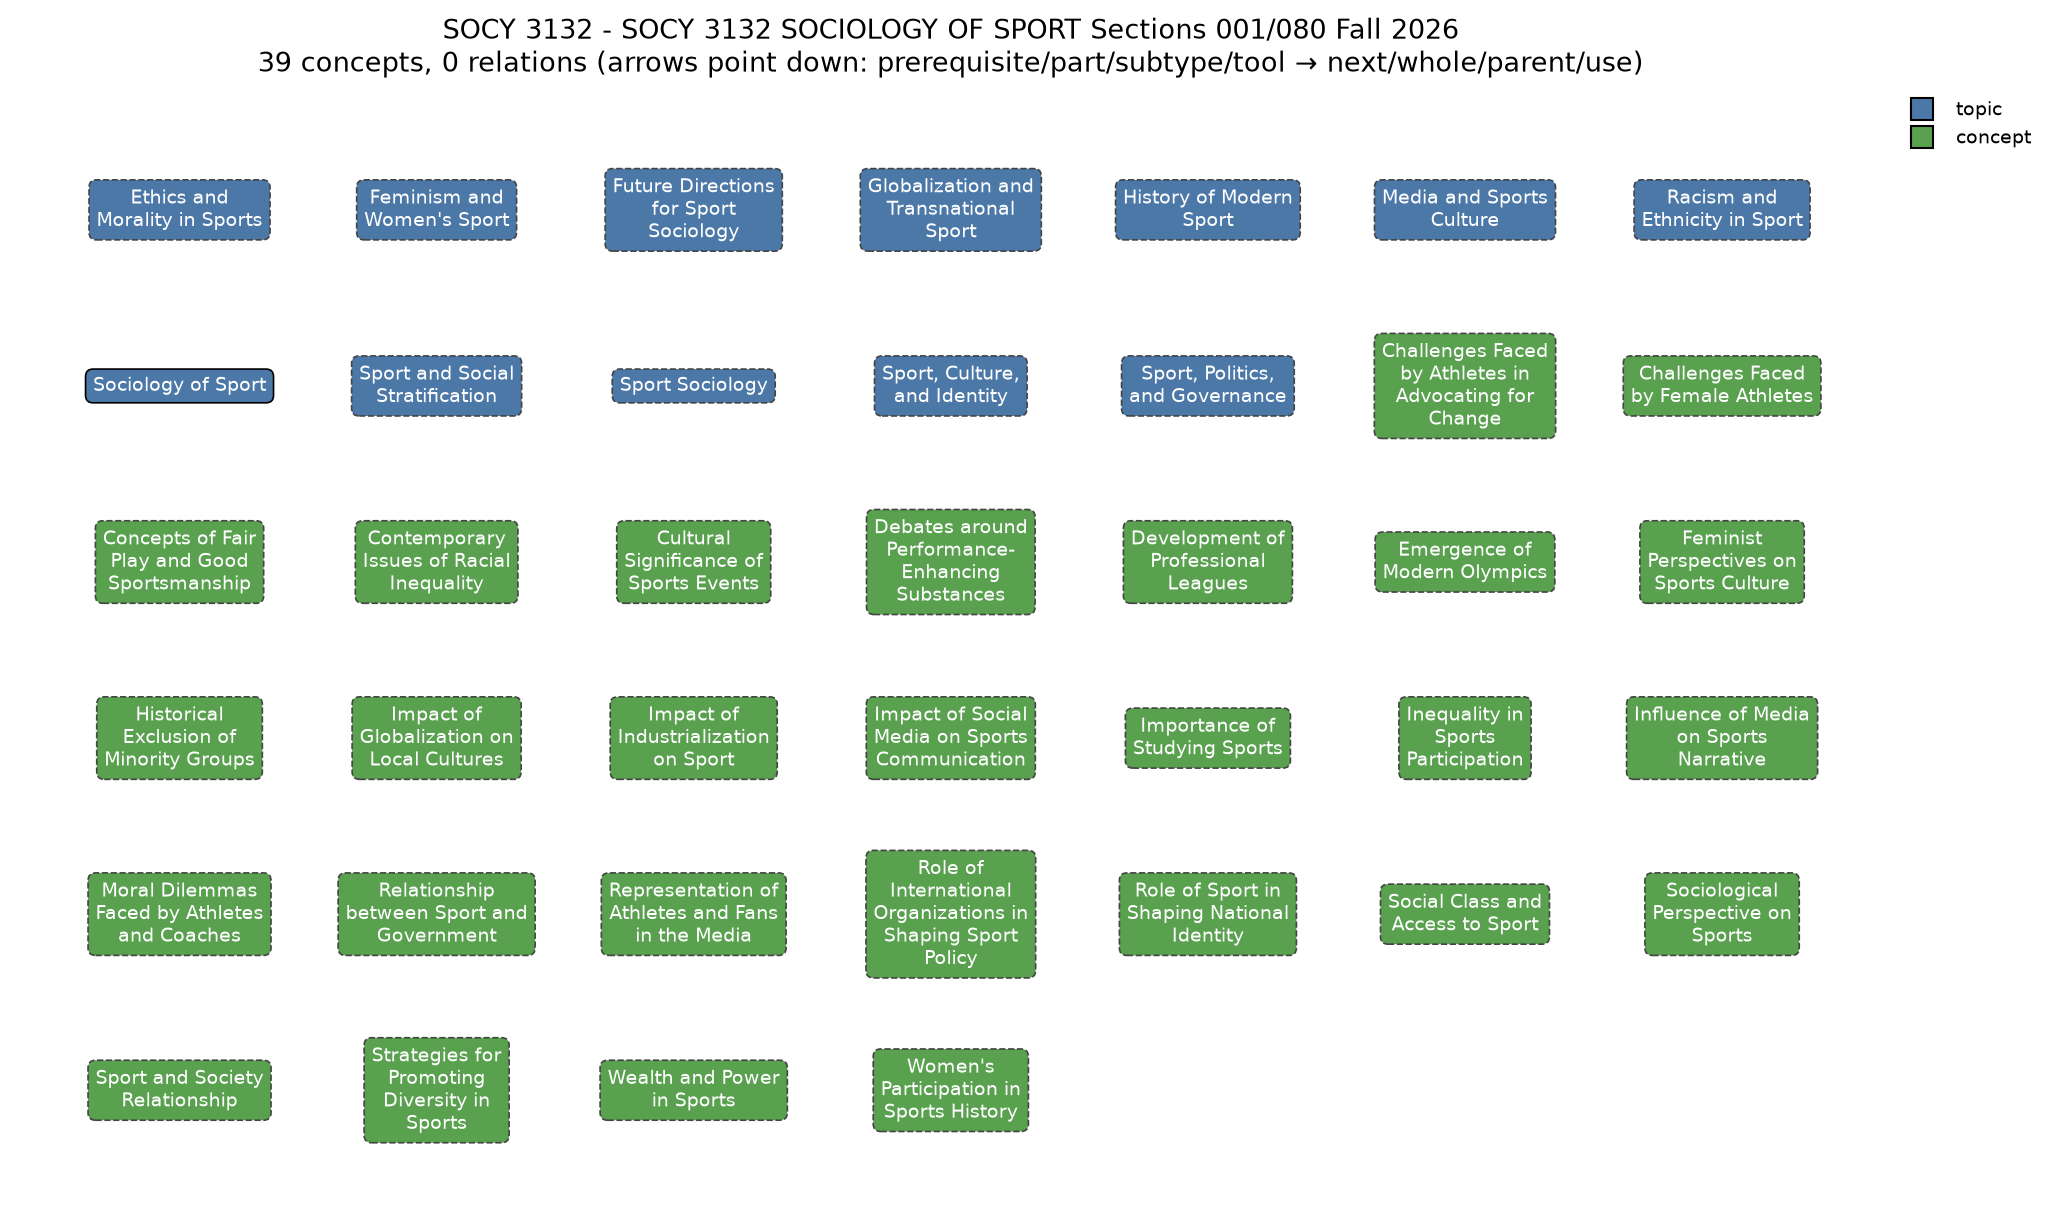 SOCY 3132 - SOCY 3132 SOCIOLOGY OF SPORT Sections 001/080 Fall 2026
39 concepts, 0 relations (arrows point down: prerequisite/part/subtype/tool → next/whole/parent/use)
topic
concept
Ethics and
Morality in Sports
Feminism and
Women's Sport
Future Directions
for Sport
Sociology
Globalization and
Transnational
Sport
History of Modern
Sport
Media and Sports
Culture
Racism and
Ethnicity in Sport
Sociology of Sport
Sport and Social
Stratification
Sport Sociology
Sport, Culture,
and Identity
Sport, Politics,
and Governance
Challenges Faced
by Athletes in
Advocating for
Change
Challenges Faced
by Female Athletes
Concepts of Fair
Play and Good
Sportsmanship
Contemporary
Issues of Racial
Inequality
Cultural
Significance of
Sports Events
Debates around
Performance-
Enhancing
Substances
Development of
Professional
Leagues
Emergence of
Modern Olympics
Feminist
Perspectives on
Sports Culture
Historical
Exclusion of
Minority Groups
Impact of
Globalization on
Local Cultures
Impact of
Industrialization
on Sport
Impact of Social
Media on Sports
Communication
Importance of
Studying Sports
Inequality in
Sports
Participation
Influence of Media
on Sports
Narrative
Moral Dilemmas
Faced by Athletes
and Coaches
Relationship
between Sport and
Government
Representation of
Athletes and Fans
in the Media
Role of
International
Organizations in
Shaping Sport
Policy
Role of Sport in
Shaping National
Identity
Social Class and
Access to Sport
Sociological
Perspective on
Sports
Sport and Society
Relationship
Strategies for
Promoting
Diversity in
Sports
Wealth and Power
in Sports
Women's
Participation in
Sports History